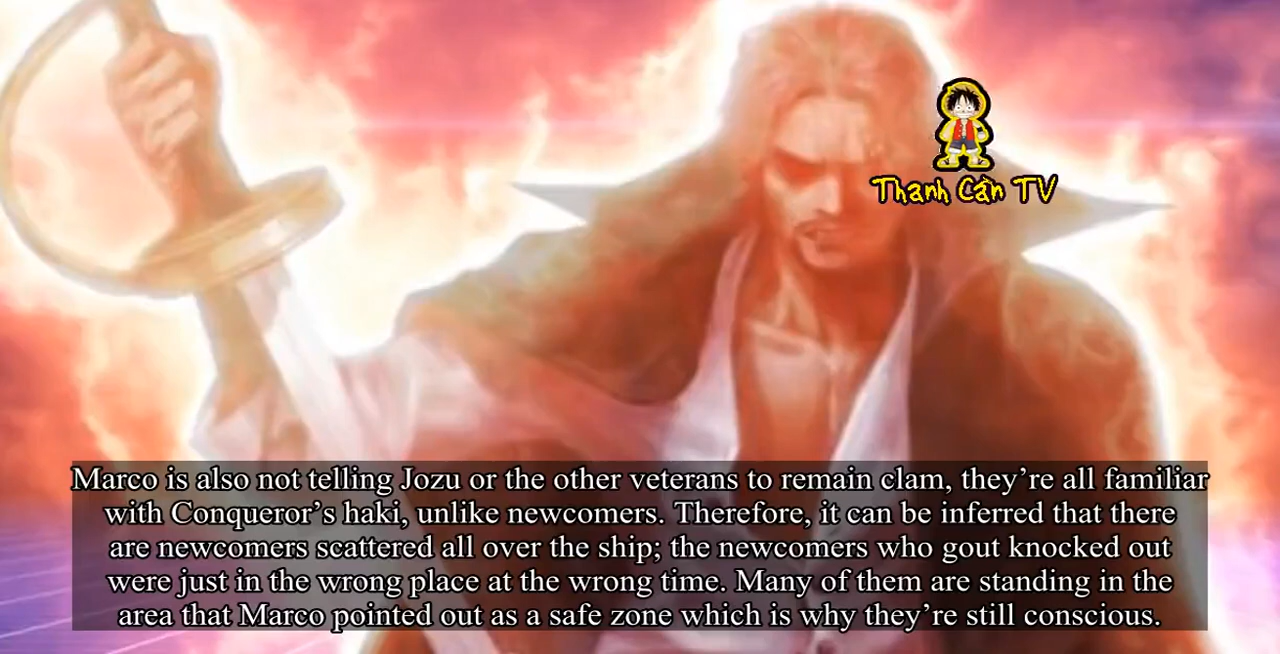 Thanh Càn TV
Marco is also not telling Jozu or the other veterans to remain clam, they're all familiar
with Conqueror's haki, unlike newcomers. Therefore, it can be inferred that there
are newcomers scattered all over the ship; the newcomers who gout knocked out
were just in the wrong place at the wrong time. Many of them are standing in the
area that Marco pointed out as a safe zone which is why they're still conscious.